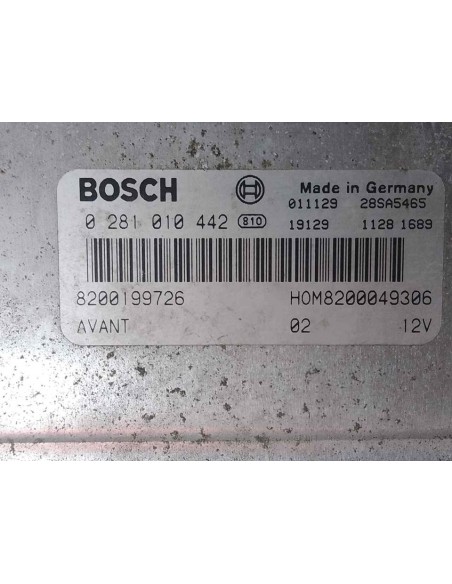 BOSCH Made in Germany
011129 28SA5465
0 281 010 442 810 19129 1128 1689
8200199726 HOM8200049306
AVANT 02 12V